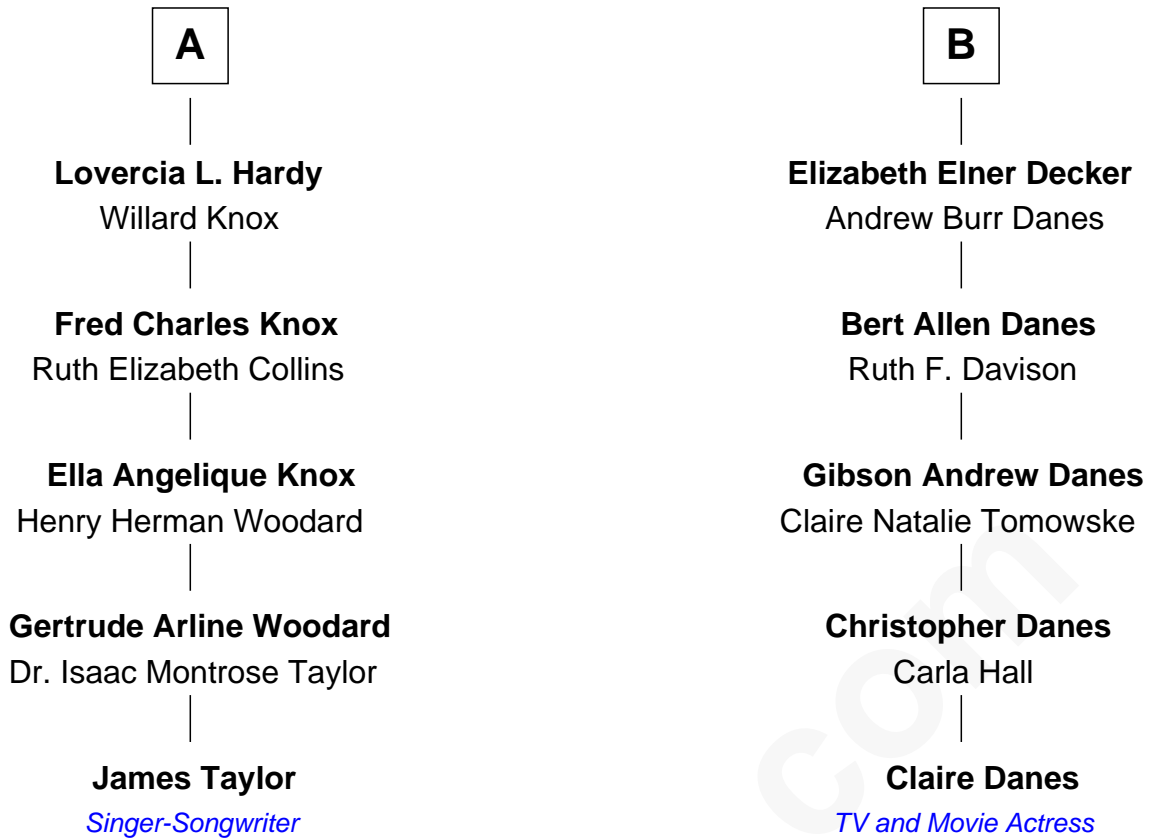 A
Lovercia L. Hardy
Willard Knox
Fred Charles Knox
Ruth Elizabeth Collins
Ella Angelique Knox
Henry Herman Woodard
Gertrude Arline Woodard
Dr. Isaac Montrose Taylor
James Taylor
Singer-Songwriter
B
Elizabeth Elner Decker
Andrew Burr Danes
Bert Allen Danes
Ruth F. Davison
Gibson Andrew Danes
Claire Natalie Tomowske
Christopher Danes
Carla Hall
Claire Danes
TV and Movie Actress
com